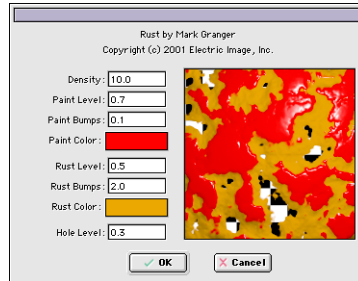 Rust by Mark Granger
Copyright (c) 2001 Electric Image, Inc.
Density: 10.0
Paint Level: 0.7
Paint Bumps: 0.1
Paint Color:
Rust Level: 0.5
Rust Bumps: 2.0
Rust Color:
Hole Level: 0.3
OK
Cancel